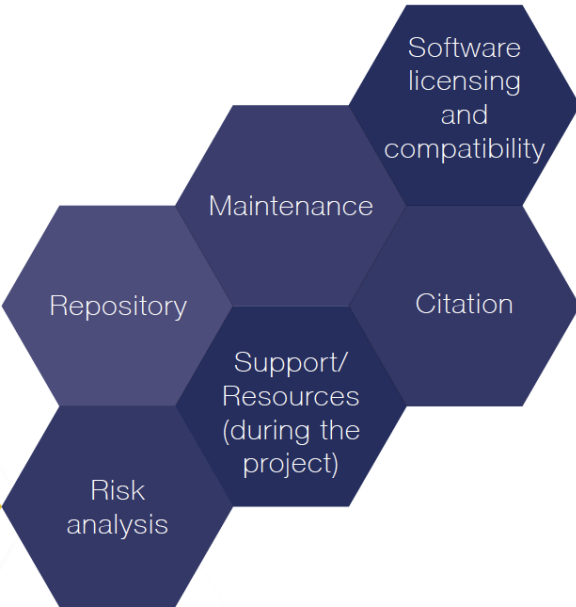 Software
licensing
and
compatibility
Maintenance
Repository
Citation
Support/
Resources
(during the
project)
Risk
analysis